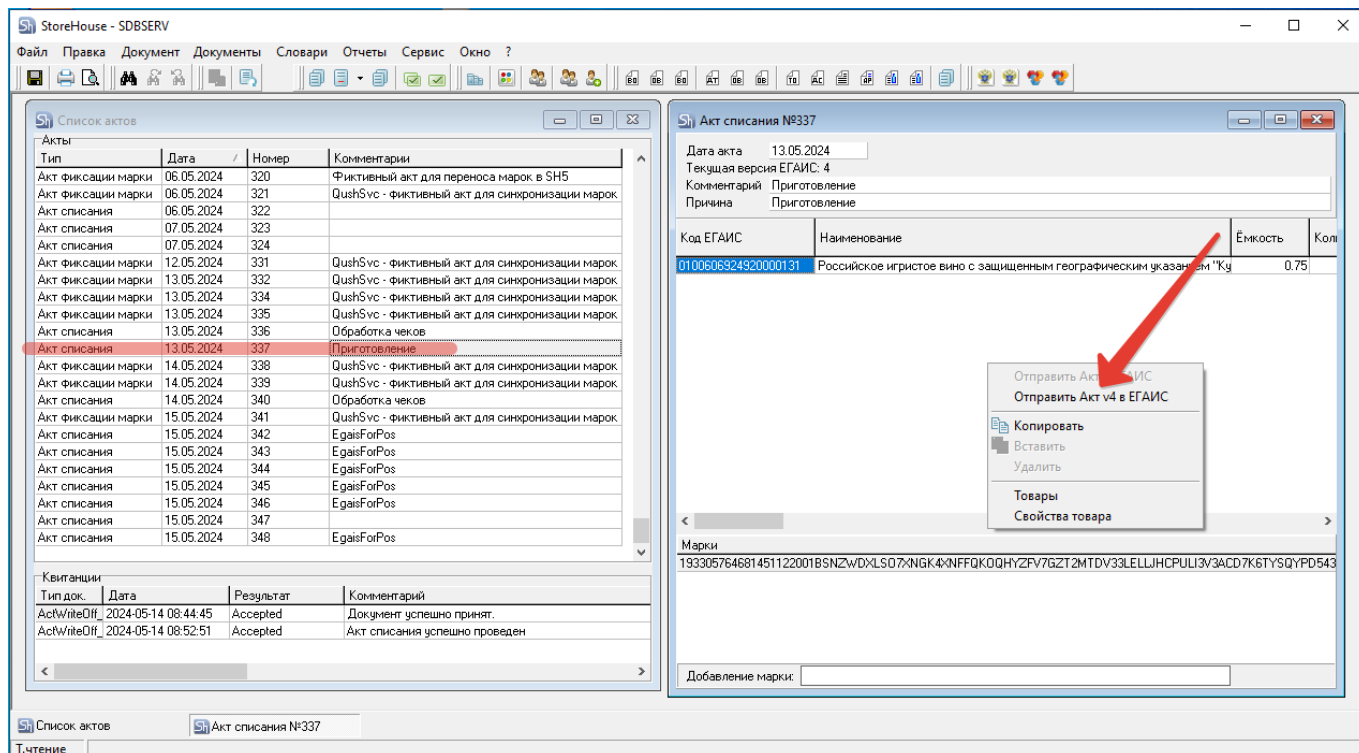 StoreHouse - SDBSERV
Файл Правка Документ Документы Словари Отчеты Сервис Окно ?
Список актов
Акты
Тип Дата Номер Комментарии
Акт фиксации марки 06.05.2024 320 Фиктивный акт для переноса марок в SH5
Акт фиксации марки 06.05.2024 321 QushSvc - фиктивный акт для синхронизации марок
Акт списания 06.05.2024 322
Акт списания 07.05.2024 323
Акт списания 07.05.2024 324
Акт фиксации марки 12.05.2024 331 QushSvc - фиктивный акт для синхронизации марок
Акт фиксации марки 13.05.2024 332 QushSvc - фиктивный акт для синхронизации марок
Акт фиксации марки 13.05.2024 334 QushSvc - фиктивный акт для синхронизации марок
Акт фиксации марки 13.05.2024 335 QushSvc - фиктивный акт для синхронизации марок
Акт списания 13.05.2024 336 Обработка чеков
Акт списания 13.05.2024 337 Приготовление
Акт фиксации марки 14.05.2024 338 QushSvc - фиктивный акт для синхронизации марок
Акт фиксации марки 14.05.2024 339 QushSvc - фиктивный акт для синхронизации марок
Акт списания 14.05.2024 340 Обработка чеков
Акт фиксации марки 15.05.2024 341 QushSvc - фиктивный акт для синхронизации марок
Акт списания 15.05.2024 342 EgaisForPos
Акт списания 15.05.2024 343 EgaisForPos
Акт списания 15.05.2024 344 EgaisForPos
Акт списания 15.05.2024 345 EgaisForPos
Акт списания 15.05.2024 346 EgaisForPos
Акт списания 15.05.2024 347
Акт списания 15.05.2024 348 EgaisForPos
Квитанции
Тип док. Дата Результат Комментарий
ActWriteOff_ 2024-05-14 08:44:45 Accepted Документ успешно принят.
ActWriteOff_ 2024-05-14 08:52:51 Accepted Акт списания успешно проведен
Акт списания №337
Дата акта 13.05.2024
Текущая версия ЕГАИС: 4
Комментарий Приготовление
Причина Приготовление
Код ЕГАИС Наименование Ёмкость Коли
0100606924920000131 Российское игристое вино с защищенным географическим указанием "Ку 0.75
Отправить Акт ЕГАИС
Отправить Акт v4 в ЕГАИС
Копировать
Вставить
Удалить
Товары
Свойства товара
Марки
Добавление марки:
Список актов Акт списания №337
Т.чтение